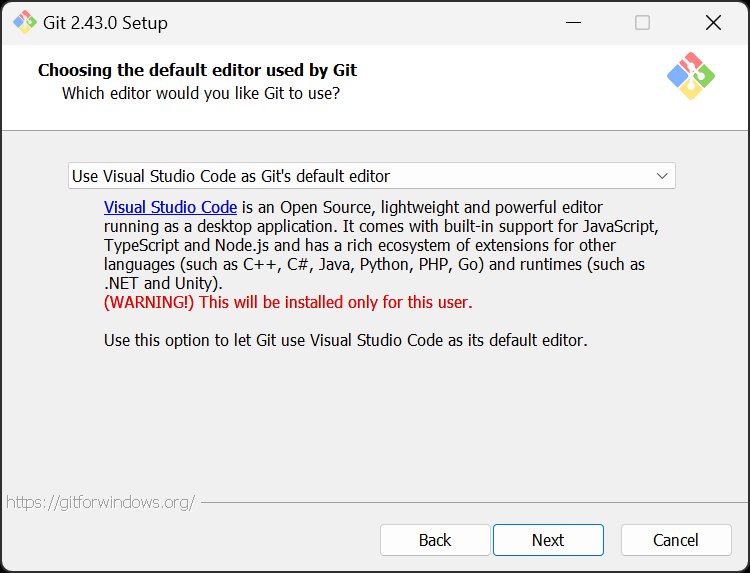 Git 2.43.0 Setup
Choosing the default editor used by Git
Which editor would you like Git to use?
Use Visual Studio Code as Git's default editor
Visual Studio Code is an Open Source, lightweight and powerful editor
running as a desktop application. It comes with built-in support for JavaScript,
TypeScript and Node.js and has a rich ecosystem of extensions for other
languages (such as C++, C#, Java, Python, PHP, Go) and runtimes (such as
.NET and Unity).
(WARNING!) This will be installed only for this user.
Use this option to let Git use Visual Studio Code as its default editor.
https://gitforwindows.org/
Back
Next
Cancel